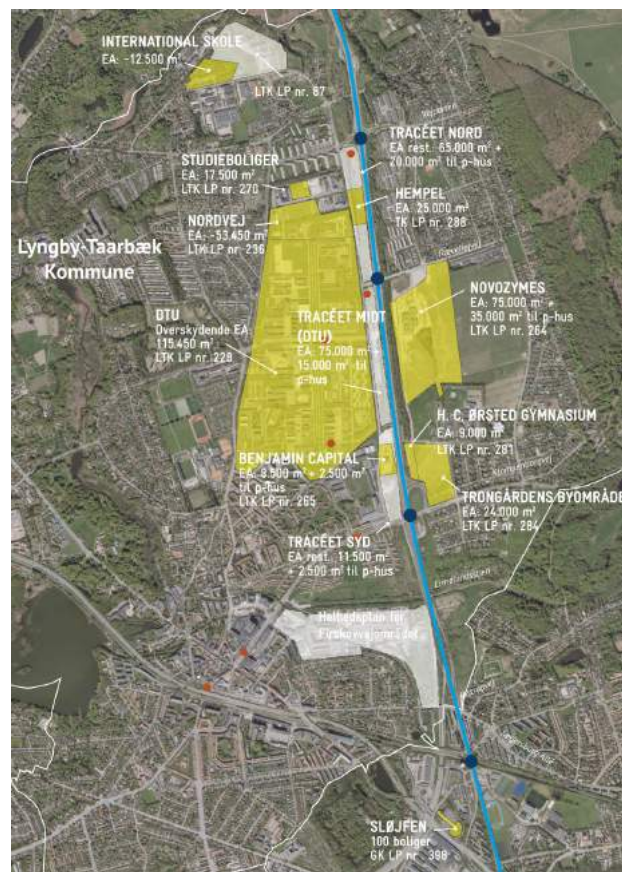 INTERNATIONAL SKOLE
EA: -12.500 m²
LTK LP nr. 87
TRACÉET NORD
EA rest.: 65.000 m² +
20.000 m² til p-hus
STUDIEBOLIGER
EA: 17.500 m²
LTK LP nr. 270
HEMPEL
EA: 25.000 m²
TK LP nr. 288
NORDVEJ
EA: -53.450 m²
LTK LP nr. 236
Lyngby-Taarbæk
Kommune
NOVOZYMES
EA: 75.000 m² +
35.000 m² til p-hus
LTK LP nr. 264
DTU
Overskydende EA:
115.450 m²
LTK LP nr. 228
TRACÉET MIDT
(DTU)
EA: 75.000 m² +
15.000 m² til
p-hus
H. C. ØRSTED GYMNASIUM
EA: 9.000 m²
LTK LP nr. 281
BENJAMIN CAPITAL
EA: 8.500 m² + 2.500 m²
til p-hus
LTK LP nr. 265
TRONGÅRDENS BYOMRÅDE
EA: 24.000 m²
LTK LP nr. 284
TRACÉET SYD
EA rest.: 11.500 m²
+ 2.500 m² til p-hus
Helhedsplan for
Firskovvejområdet
SLØJFEN
100 boliger
GK LP nr. 398